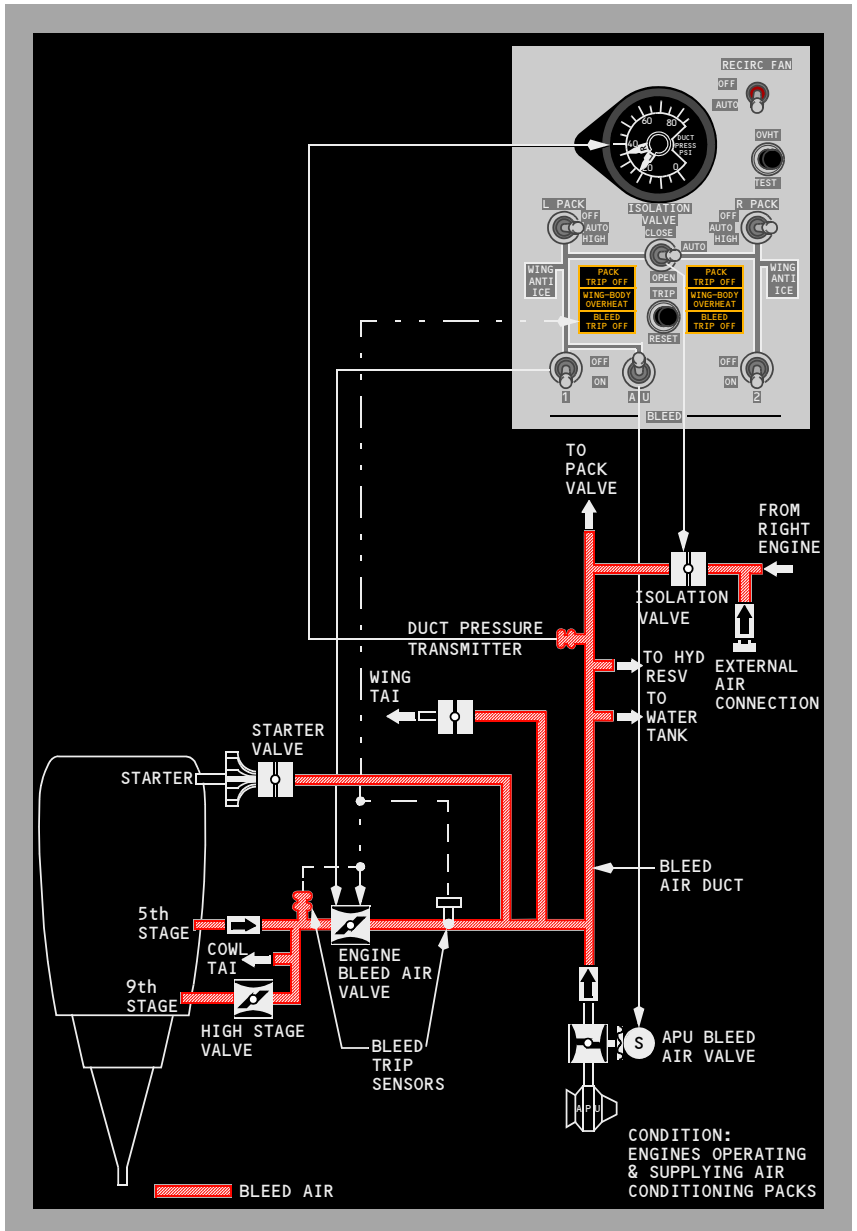 RECIRC FAN
OFF
AUTO
80
60
40
20
0
DUCT
PRESS
PSI
OVHT
TEST
L PACK
OFF
AUTO
HIGH
ISOLATION
VALVE
CLOSE
AUTO
OPEN
R PACK
OFF
AUTO
HIGH
WING
ANTI
ICE
PACK
TRIP OFF
WING-BODY
OVERHEAT
BLEED
TRIP OFF
TRIP
RESET
PACK
TRIP OFF
WING-BODY
OVERHEAT
BLEED
TRIP OFF
WING
ANTI
ICE
OFF
ON
1
A U
OFF
ON
2
BLEED
TO
PACK
VALVE
FROM
RIGHT
ENGINE
ISOLATION
VALVE
DUCT PRESSURE
TRANSMITTER
TO HYD
RESV
EXTERNAL
AIR
CONNECTION
WING
TAI
TO
WATER
TANK
STARTER
VALVE
STARTER
BLEED
AIR DUCT
5th
STAGE
COWL
TAI
ENGINE
BLEED AIR
VALVE
9th
STAGE
HIGH STAGE
VALVE
BLEED
TRIP
SENSORS
S
APU BLEED
AIR VALVE
APU
CONDITION:
ENGINES OPERATING
& SUPPLYING AIR
CONDITIONING PACKS
BLEED AIR